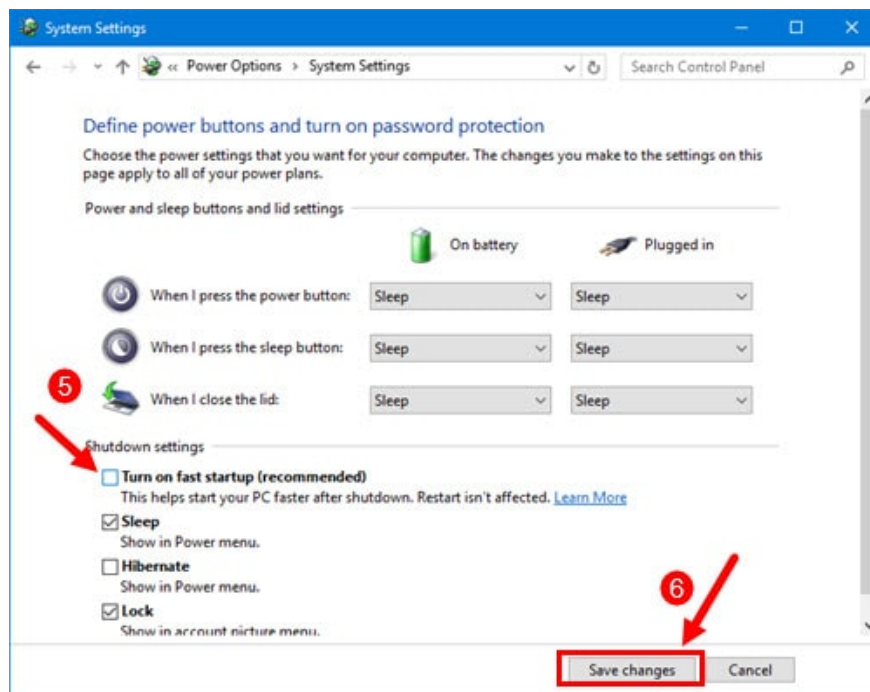 System Settings
« Power Options › System Settings
Search Control Panel
Define power buttons and turn on password protection
Choose the power settings that you want for your computer. The changes you make to the settings on this
page apply to all of your power plans.
Power and sleep buttons and lid settings
On battery Plugged in
When I press the power button: Sleep Sleep
When I press the sleep button: Sleep Sleep
5
When I close the lid: Sleep Sleep
Shutdown settings
Turn on fast startup (recommended)
This helps start your PC faster after shutdown. Restart isn't affected. Learn More
Sleep
Show in Power menu.
Hibernate
Show in Power menu.
6
Lock
Show in account picture menu.
Save changes Cancel